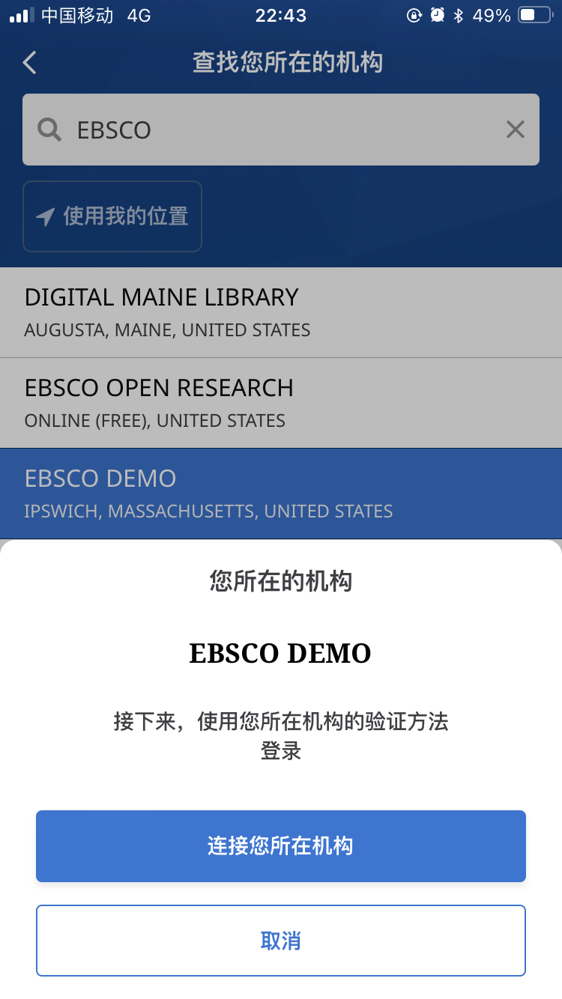 中国移动 4G 22:43 49%
查找您所在的机构
EBSCO
使用我的位置
DIGITAL MAINE LIBRARY
AUGUSTA, MAINE, UNITED STATES
EBSCO OPEN RESEARCH
ONLINE (FREE), UNITED STATES
EBSCO DEMO
IPSWICH, MASSACHUSETTS, UNITED STATES
您所在的机构
EBSCO DEMO
接下来，使用您所在机构的验证方法
登录
连接您所在机构
取消